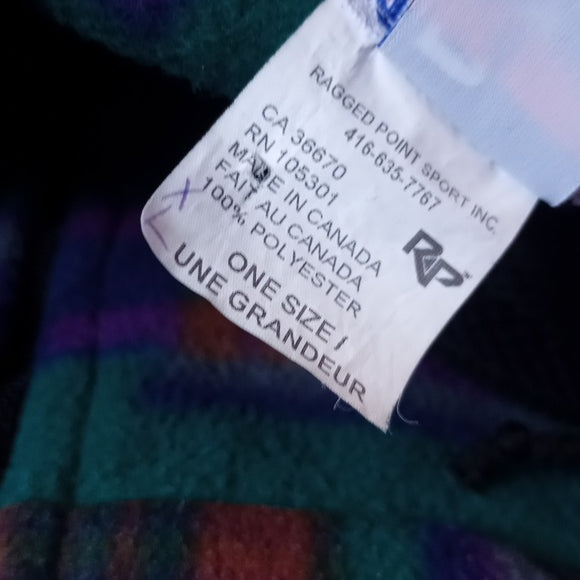 RAGGED POINT SPORT INC.
416-635-7767
CA 36670
RN 105301
MADE IN CANADA
FAIT AU CANADA
100% POLYESTER
RP™
ONE SIZE /
UNE GRANDEUR